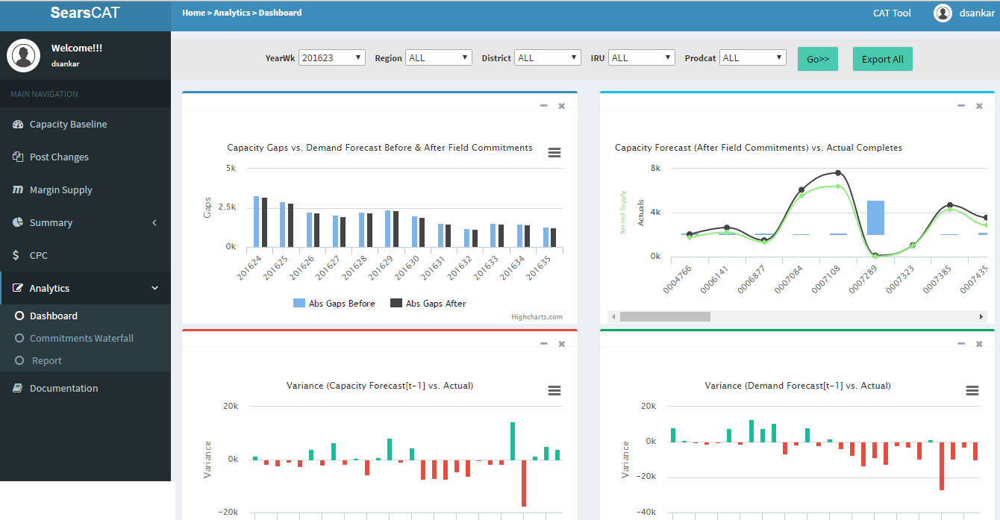 SearsCAT
Home > Analytics > Dashboard
CAT Tool
dsankar
Welcome!!!
dsankar
MAIN NAVIGATION
Capacity Baseline
Post Changes
m Margin Supply
Summary
$ CPC
Analytics
Dashboard
Commitments Waterfall
Report
Documentation
YearWk 201623 Region ALL District ALL IRU ALL Prodcat ALL Go>> Export All
Capacity Gaps vs. Demand Forecast Before & After Field Commitments
5k
2.5k
0k
Gaps
201624 201625 201626 201627 201628 201629 201630 201631 201632 201633 201634 201635
Abs Gaps Before Abs Gaps After
Highcharts.com
Capacity Forecast (After Field Commitments) vs. Actual Completes
8k
4k
0k
Revised Supply
Actuals
0004766 0006141 0006877 0007084 0007108 0007289 0007323 0007385 0007435
Variance (Capacity Forecast[t-1] vs. Actual)
20k
0k
-20k
Variance
Variance (Demand Forecast[t-1] vs. Actual)
20k
0k
-20k
-40k
Variance